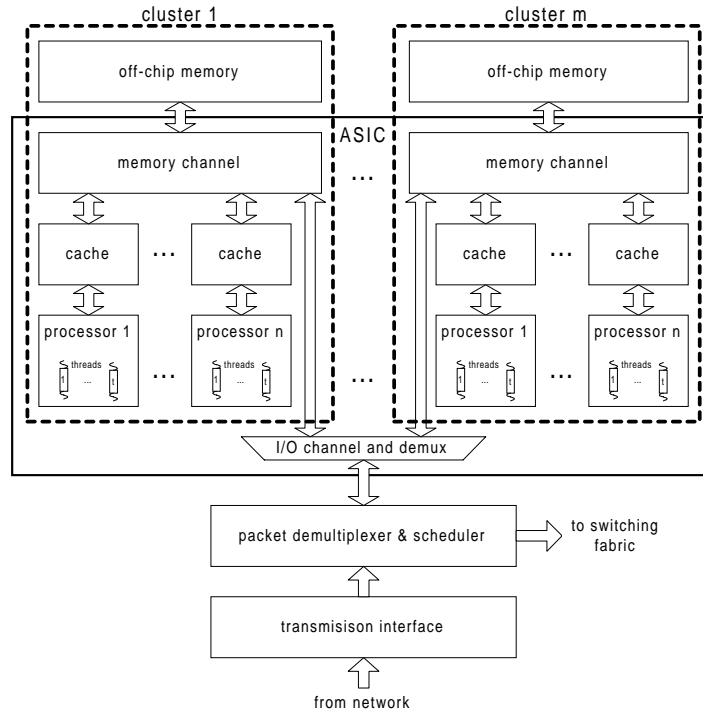 cluster 1 cluster m
off-chip memory off-chip memory
ASIC
memory channel ... memory channel
cache ... cache cache ... cache
processor 1 processor n processor 1 processor n
threads threads threads threads
1 ... t ... 1 ... t ... 1 ... t ... 1 ... t
I/O channel and demux
packet demultiplexer & scheduler
to switching
fabric
transmisison interface
from network